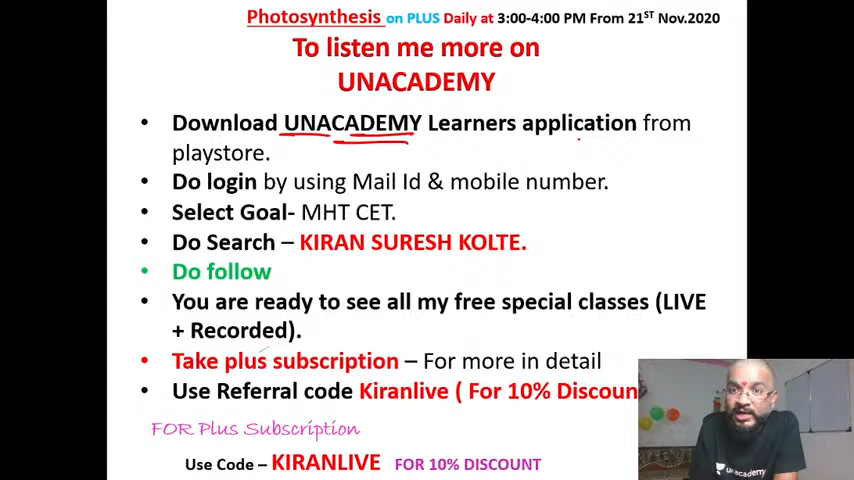 Photosynthesis on PLUS Daily at 3:00-4:00 PM From 21ST Nov.2020
To listen me more on
UNACADEMY
• Download UNACADEMY Learners application from
playstore.
• Do login by using Mail Id & mobile number.
• Select Goal- MHT CET.
• Do Search – KIRAN SURESH KOLTE.
• Do follow
• You are ready to see all my free special classes (LIVE
+ Recorded).
• Take plus subscription – For more in detail
• Use Referral code Kiranlive ( For 10% Discoun
FOR Plus Subscription
Use Code – KIRANLIVE FOR 10% DISCOUNT
unacademy